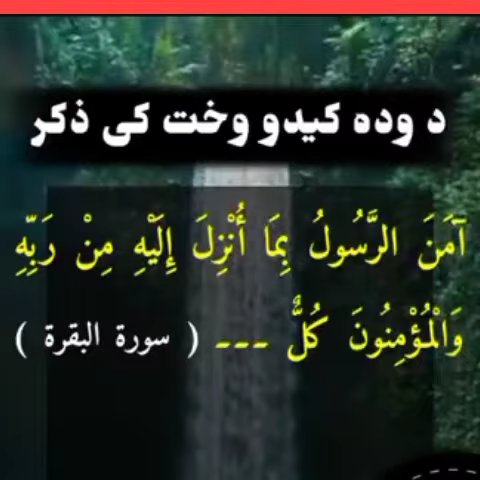 د وده کیدو وخت کی ذکر
آمَنَ الرَّسُولُ بِمَا أُنْزِلَ إِلَيْهِ مِنْ رَبِّهِ
وَالْمُؤْمِنُونَ كُلٌّ --- ( سورة البقرة )